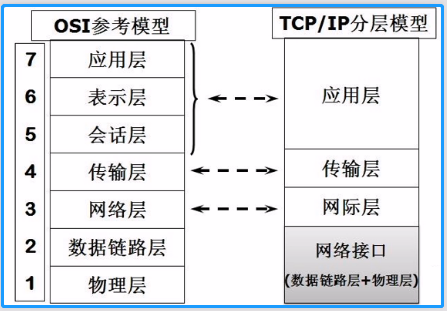 OSI参考模型
TCP/IP分层模型
7
应用层
6
表示层
5
会话层
应用层
4
传输层
传输层
3
网络层
网际层
2
数据链路层
网络接口
(数据链路层+物理层)
1
物理层